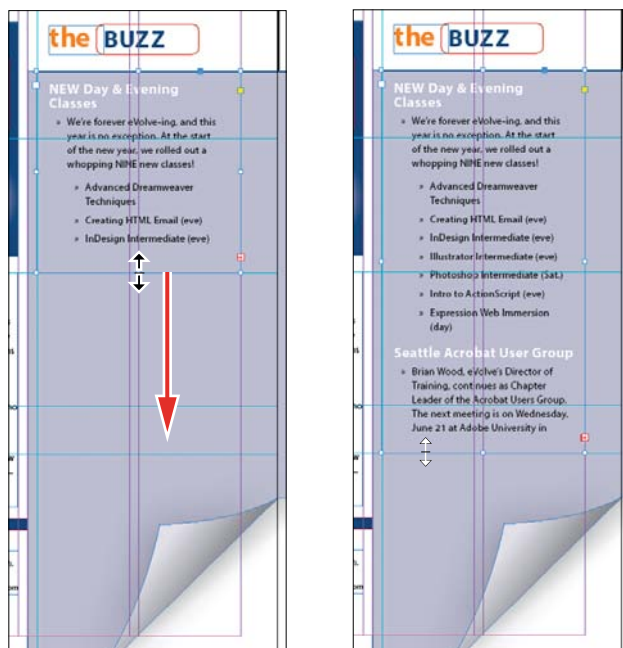 the BUZZ
NEW Day & Evening
Classes
» We're forever eVolve-ing, and this
year is no exception. At the start
of the new year, we rolled out a
whopping NINE new classes!
» Advanced Dreamweaver
Techniques
» Creating HTML Email (eve)
» InDesign Intermediate (eve)
the BUZZ
NEW Day & Evening
Classes
» We're forever eVolve-ing, and this
year is no exception. At the start
of the new year, we rolled out a
whopping NINE new classes!
» Advanced Dreamweaver
Techniques
» Creating HTML Email (eve)
» InDesign Intermediate (eve)
» Illustrator Intermediate (eve)
» Photoshop Intermediate (Sat.)
» Intro to ActionScript (eve)
» Expression Web Immersion
(day)
Seattle Acrobat User Group
» Brian Wood, eVolve's Director of
Training, continues as Chapter
Leader of the Acrobat Users Group.
The next meeting is on Wednesday,
June 21 at Adobe University in